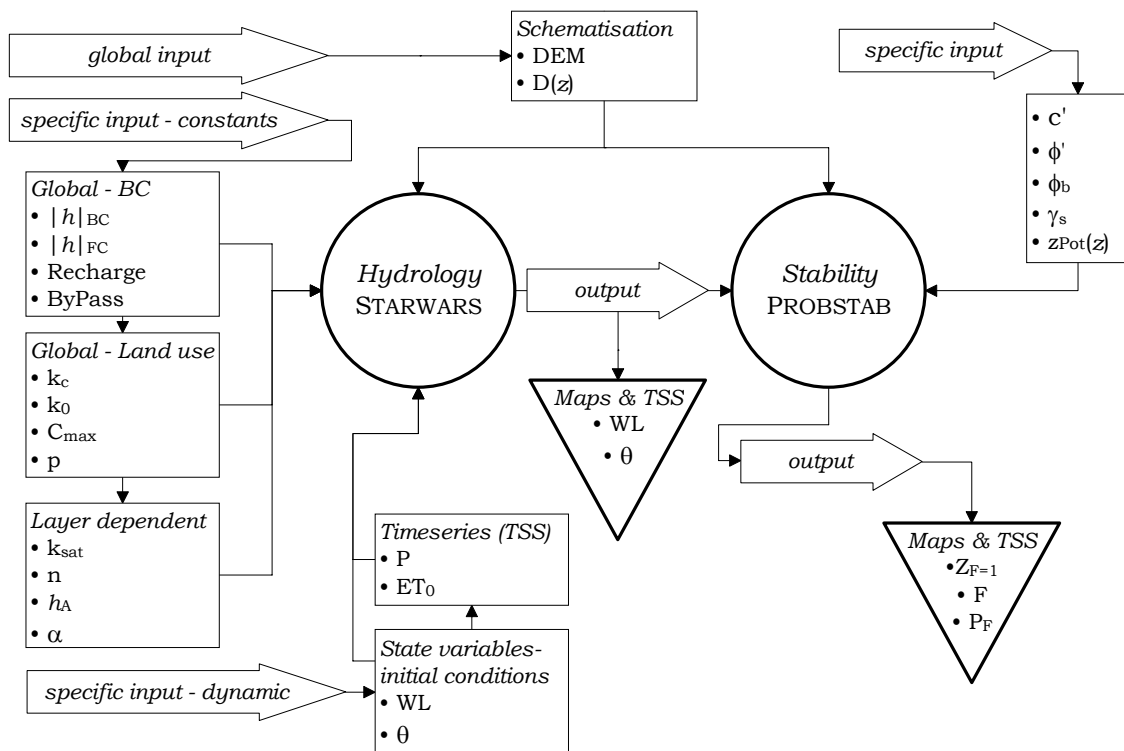 global input
Schematisation
• DEM
• D(z)
specific input
specific input - constants
• c'
• ϕ'
• ϕb
• γs
• zPot(z)
Global - BC
• |h|BC
• |h|FC
• Recharge
• ByPass
Hydrology
STARWARS
output
Stability
PROBSTAB
Global - Land use
• kc
• k0
• Cmax
• p
Maps & TSS
• WL
• θ
output
Layer dependent
• ksat
• n
• hA
• α
Timeseries (TSS)
• P
• ET0
Maps & TSS
•ZF=1
• F
• PF
specific input - dynamic
State variables-
initial conditions
• WL
• θ